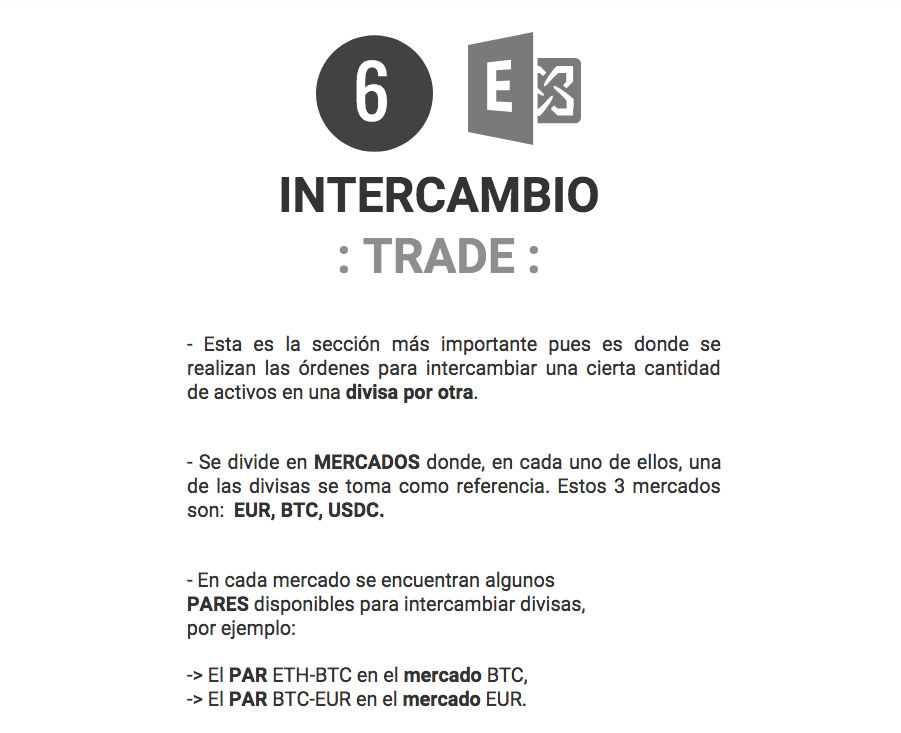 6 E
INTERCAMBIO
: TRADE :
- Esta es la sección más importante pues es donde se
realizan las órdenes para intercambiar una cierta cantidad
de activos en una divisa por otra.
- Se divide en MERCADOS donde, en cada uno de ellos, una
de las divisas se toma como referencia. Estos 3 mercados
son: EUR, BTC, USDC.
- En cada mercado se encuentran algunos
PARES disponibles para intercambiar divisas,
por ejemplo:
-> El PAR ETH-BTC en el mercado BTC,
-> El PAR BTC-EUR en el mercado EUR.